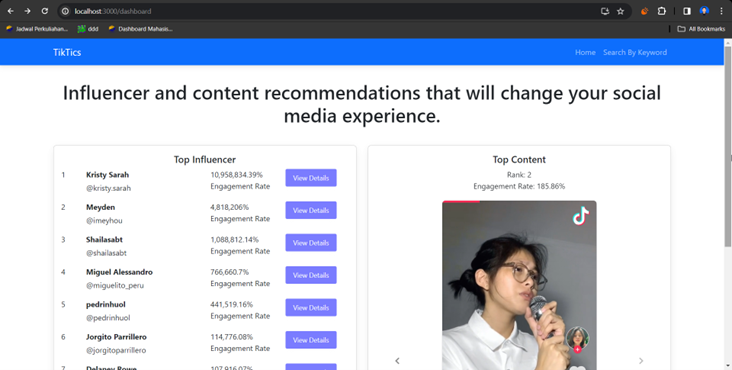 localhost:3000/dashboard
Jadwal Perkukahan...
ddd
Dashboard Mahasis...
All Bookmarks
TikTics
Home
Search By Keyword
Influencer and content recommendations that will change your social
media experience.
Top Influencer
1
Kristy Sarah
10,958,834.39%
View Details
@kristy.sarah
Engagement Rate
2
Meyden
4,818,206%
View Details
@imeyhou
Engagement Rate
3
Shailasabt
1,088,812.14%
View Details
@shailasabt
Engagement Rate
4
Miguel Alessandro
766,660.7%
View Details
@miguelito_peru
Engagement Rate
5
pedrinhuol
441,519.16%
View Details
@pedrinhuol
Engagement Rate
6
Jorgito Parrillero
114,776.08%
View Details
@jorgitoparrillero
Engagement Rate
7
Delaney Rowe
107,916.07%
Top Content
Rank: 2
Engagement Rate: 185.86%